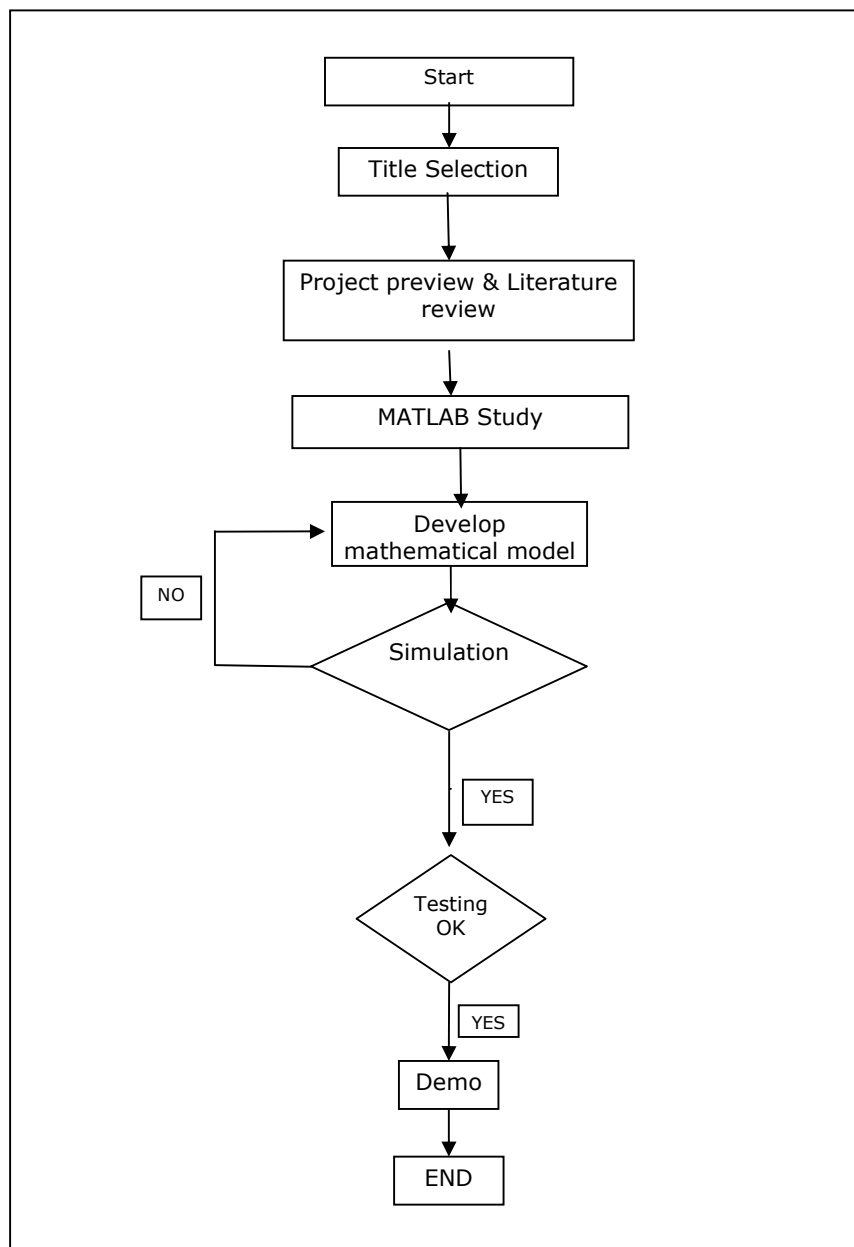 Start
Title Selection
Project preview & Literature
review
MATLAB Study
Develop
mathematical model
NO
Simulation
YES
Testing
OK
YES
Demo
END